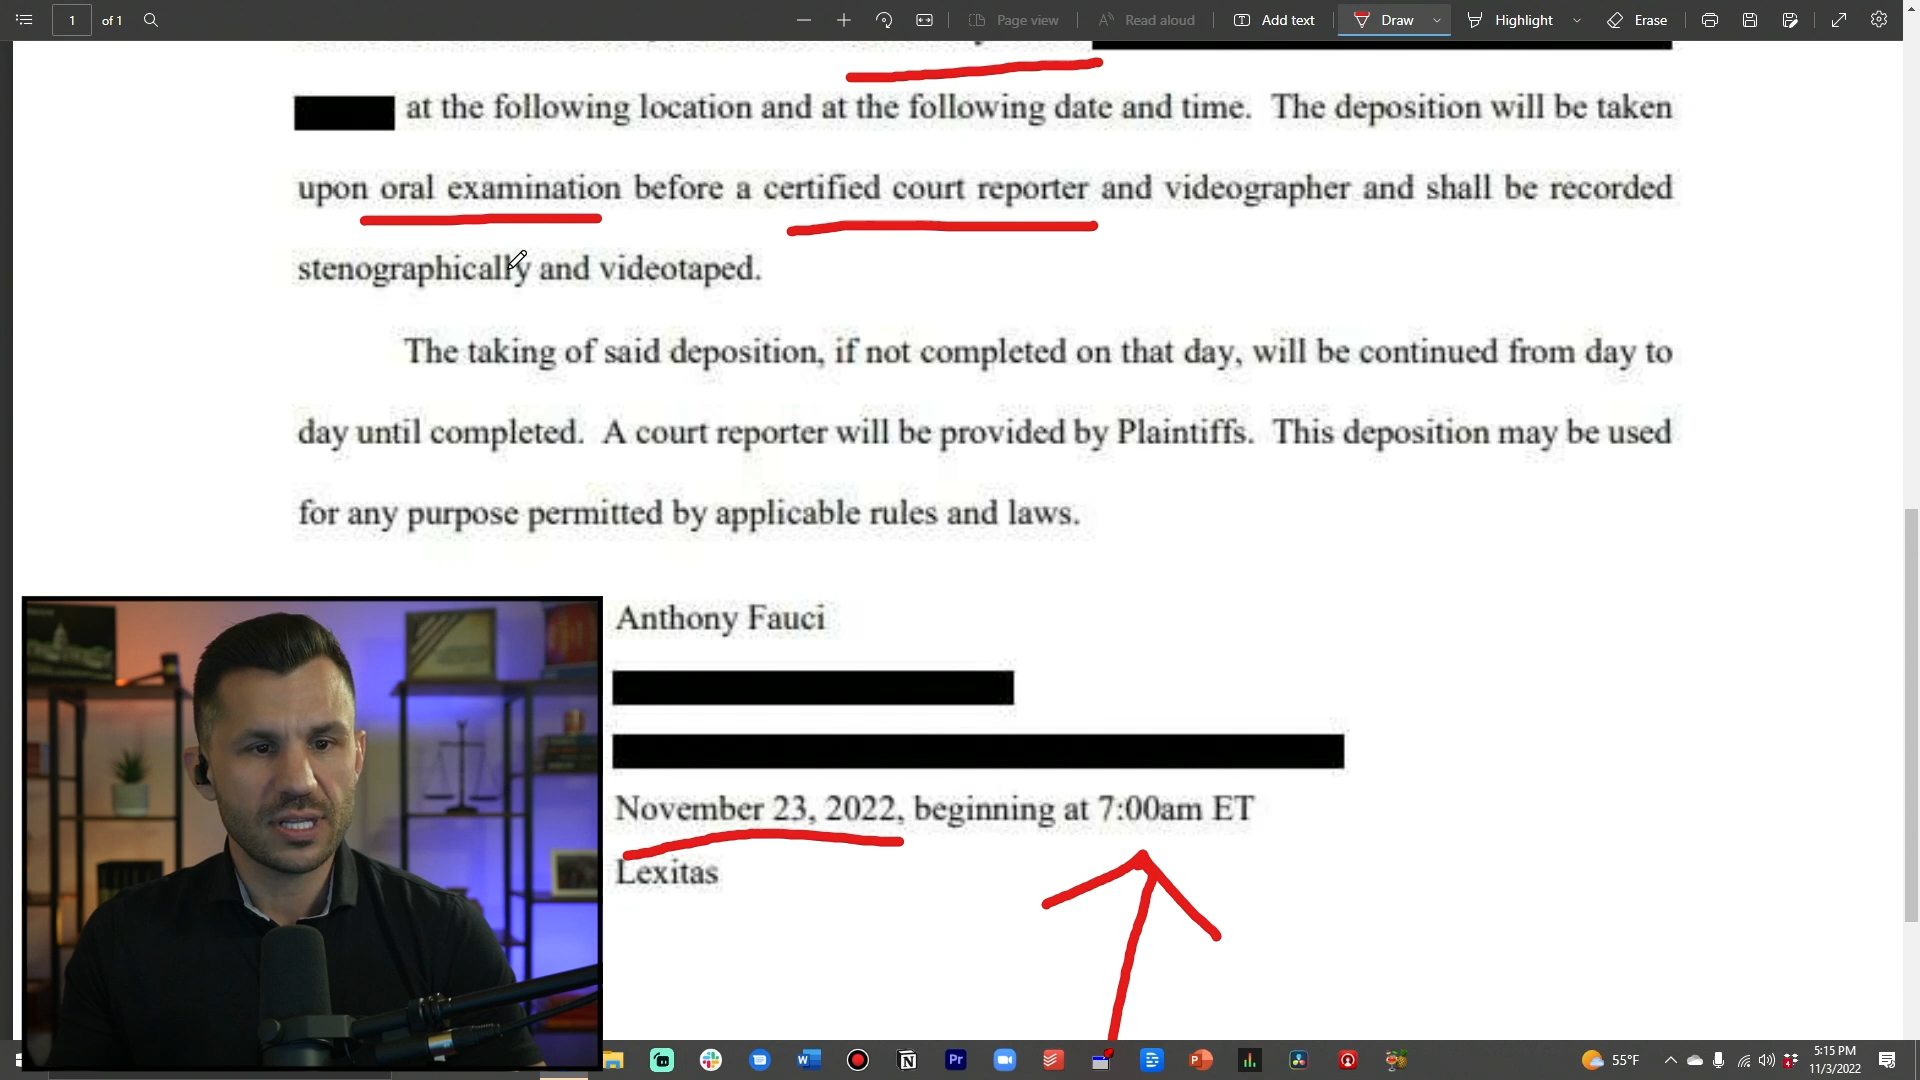 1 of 1 Page view Read aloud Add text Draw Highlight Erase
at the following location and at the following date and time. The deposition will be taken
upon oral examination before a certified court reporter and videographer and shall be recorded
stenographically and videotaped.
The taking of said deposition, if not completed on that day, will be continued from day to
day until completed. A court reporter will be provided by Plaintiffs. This deposition may be used
for any purpose permitted by applicable rules and laws.
Anthony Fauci
November 23, 2022, beginning at 7:00am ET
Lexitas
55°F
5:15 PM
11/3/2022